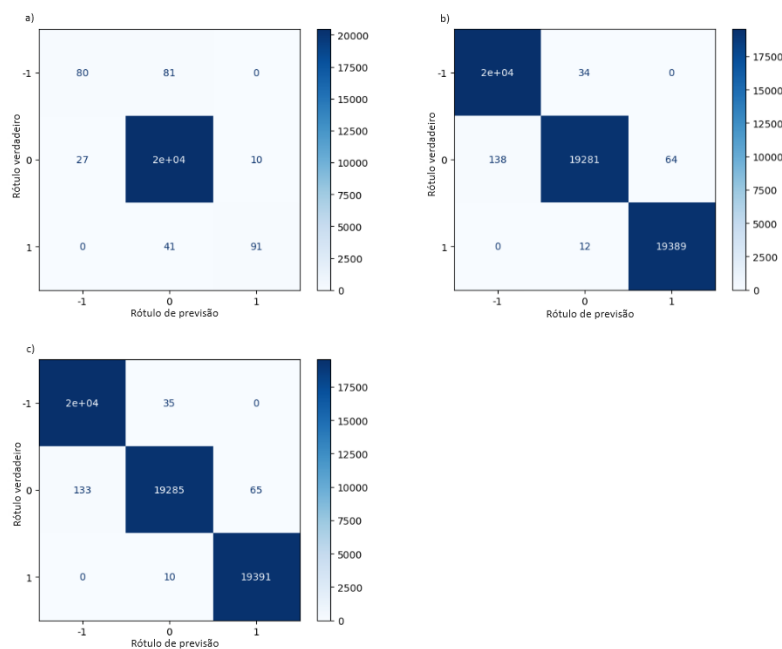 a)
20000
17500
15000
12500
10000
7500
5000
2500
0
-1
0
1
Rótulo verdadeiro
80 81 0
27 2e+04 10
0 41 91
-1 0 1
Rótulo de previsão
b)
17500
15000
12500
10000
7500
5000
2500
0
-1
0
1
Rótulo verdadeiro
2e+04 34 0
138 19281 64
0 12 19389
-1 0 1
Rótulo de previsão
c)
17500
15000
12500
10000
7500
5000
2500
0
-1
0
1
Rótulo verdadeiro
2e+04 35 0
133 19285 65
0 10 19391
-1 0 1
Rótulo de previsão